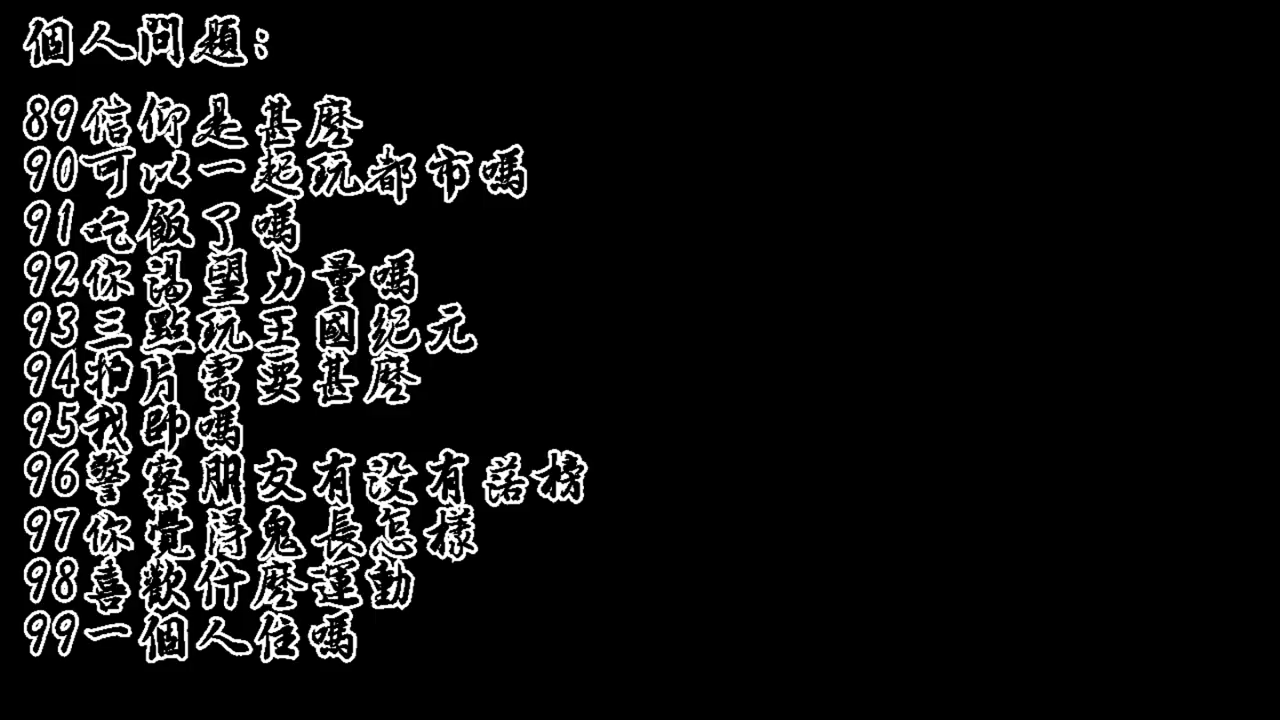 個人問題:
89信仰是甚麼
90可以一起玩都市嗎
91吃飯了嗎
92你渴望力量嗎
93三點玩王國紀元
94拍片需要甚麼
95我帥嗎
96警察朋友有没有落榜
97你覺得鬼長怎樣
98喜歡什麼運動
99一個人住嗎